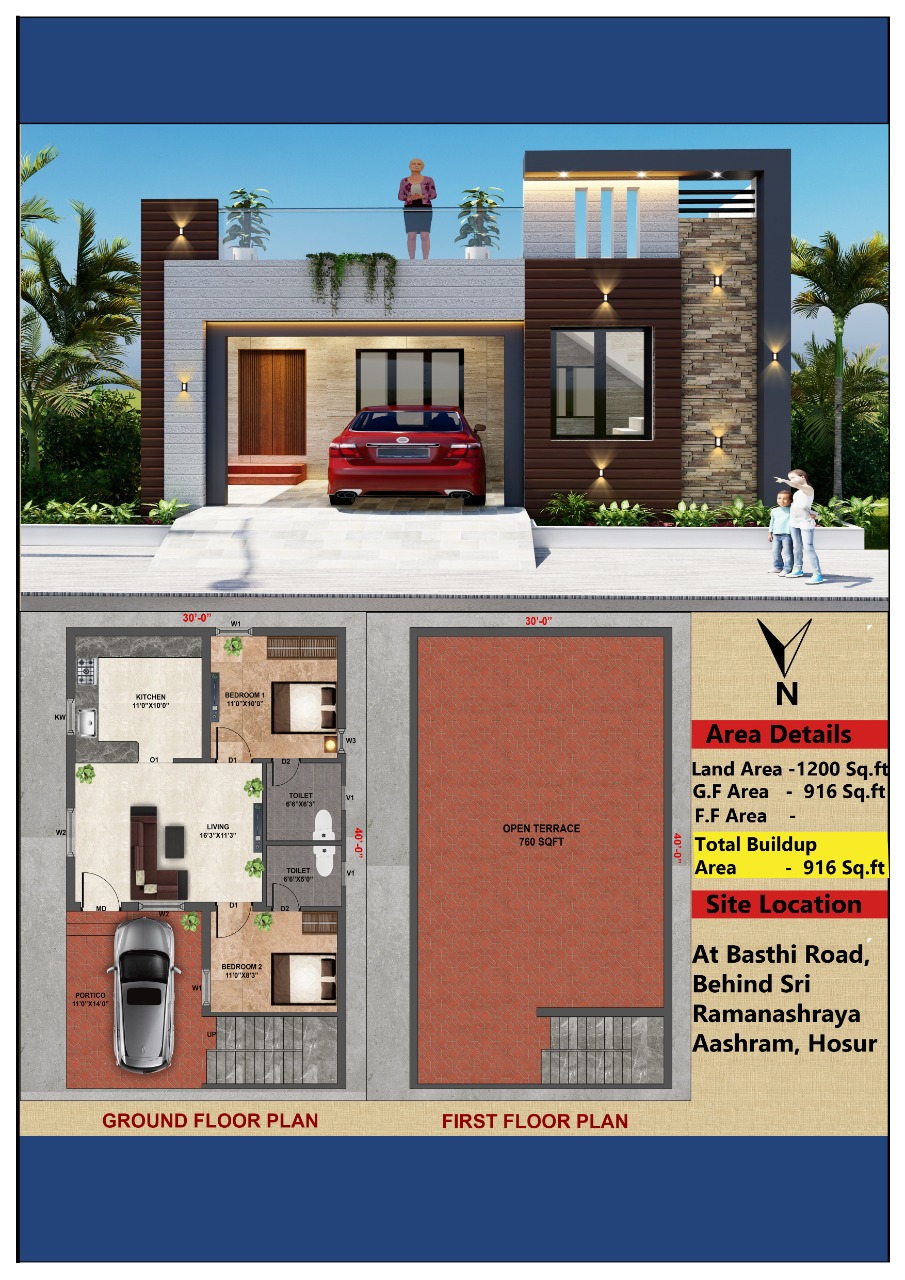 30'-0"
W1
KITCHEN
11'0"X10'0"
BEDROOM 1
11'0"X10'0"
KW
W3
O1
D1
D2
TOILET
6'6"X6'3"
V1
W2
LIVING
16'3"X11'3"
40'-0"
TOILET
6'6"X5'0"
V1
MD
W2
D1
D2
BEDROOM 2
11'0"X8'3"
W1
PORTICO
11'0"X14'0"
UP
GROUND FLOOR PLAN
30'-0"
OPEN TERRACE
760 SQFT
40'-0"
FIRST FLOOR PLAN
N
Area Details
Land Area -1200 Sq.ft
G.F Area - 916 Sq.ft
F.F Area -
Total Buildup
Area - 916 Sq.ft
Site Location
At Basthi Road,
Behind Sri
Ramanashraya
Aashram, Hosur